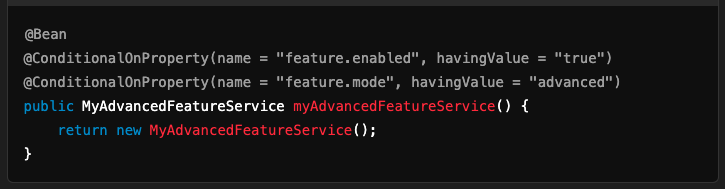 @Bean
@ConditionalOnProperty(name = "feature.enabled", havingValue = "true")
@ConditionalOnProperty(name = "feature.mode", havingValue = "advanced")
public MyAdvancedFeatureService myAdvancedFeatureService() {
    return new MyAdvancedFeatureService();
}